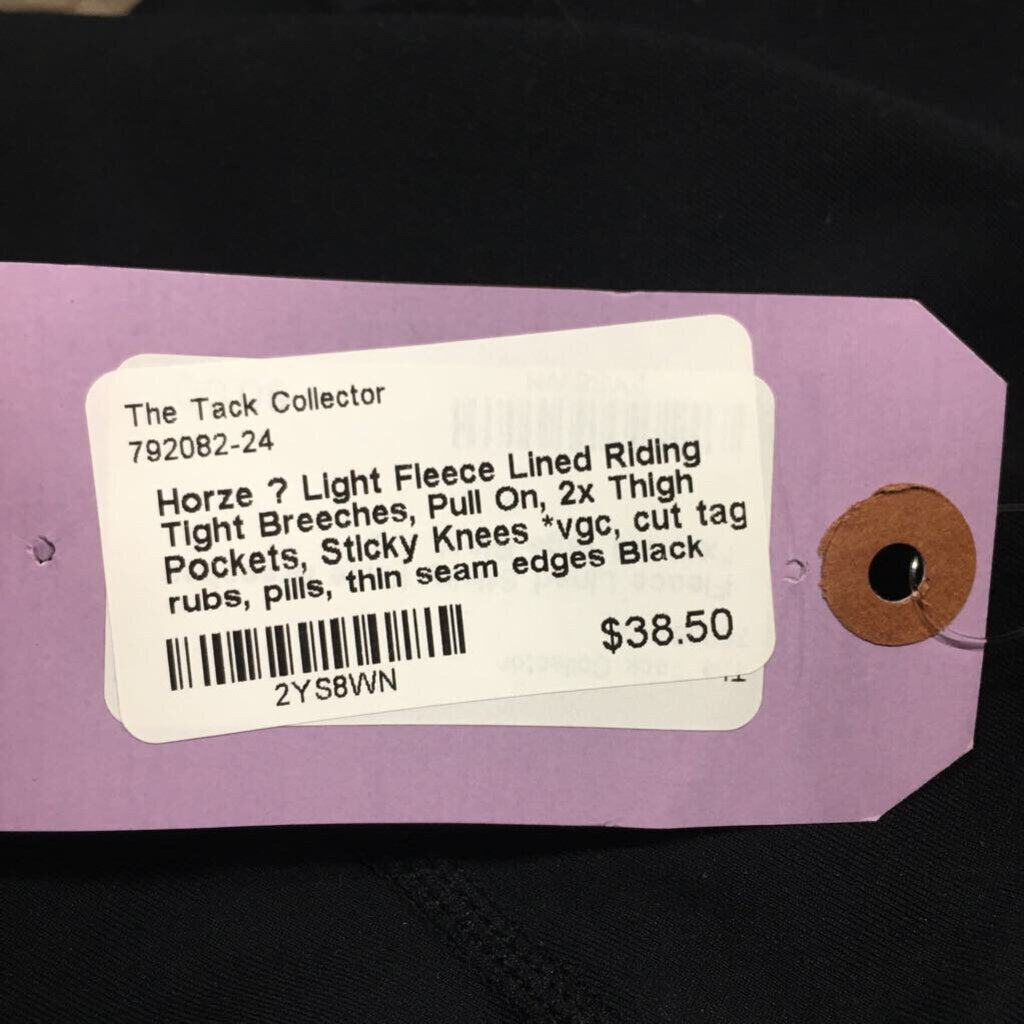 The Tack Collector
792082-24
Horze ? Light Fleece Lined Riding
Tight Breeches, Pull On, 2x Thigh
Pockets, Sticky Knees *vgc, cut tag
rubs, pills, thin seam edges Black
$38.50
2YS8WN